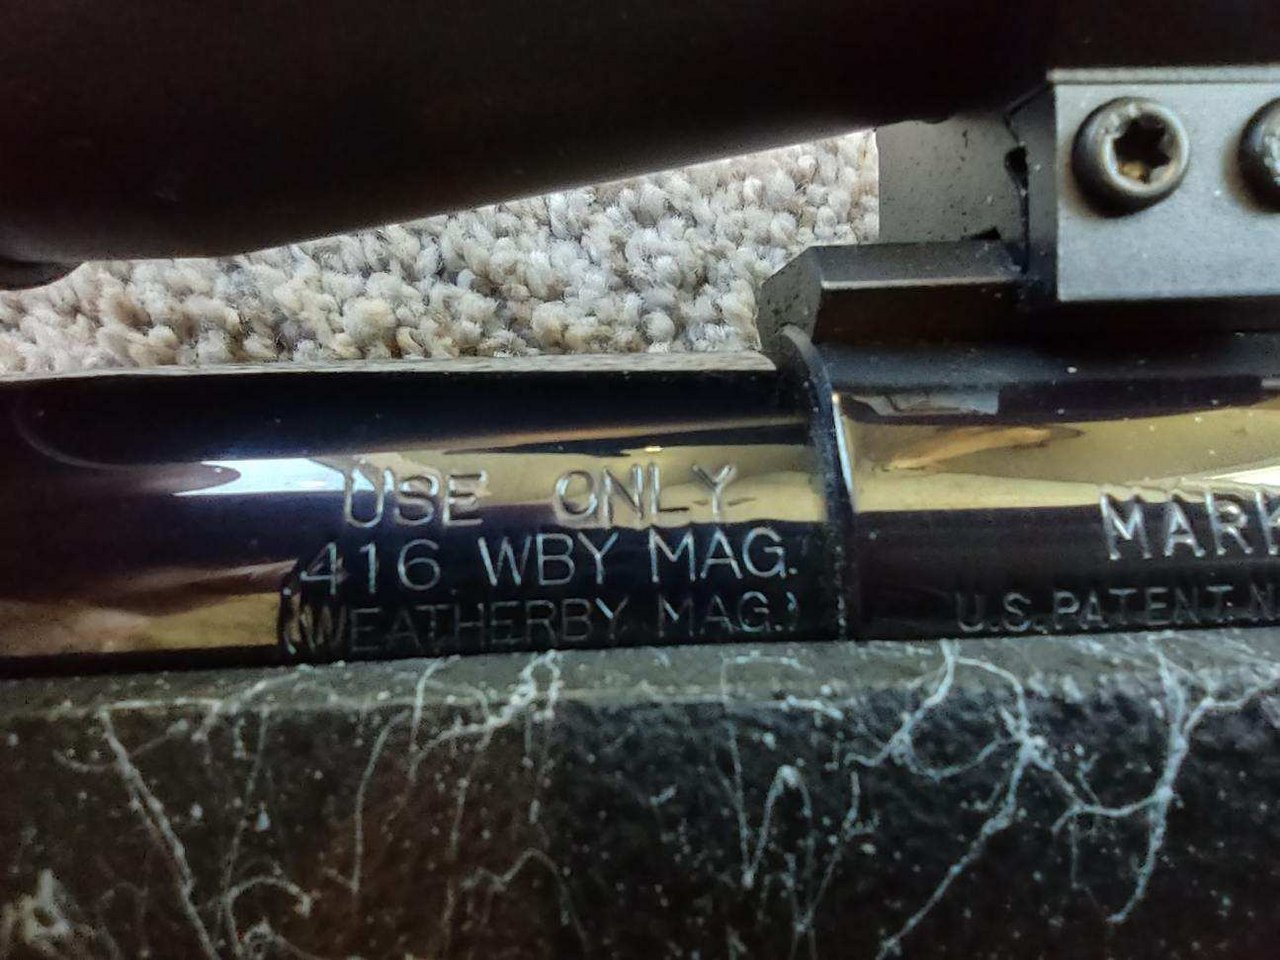 USE ONLY
416 WBY MAG.
(WEATHERBY MAG.)
MARK
U.S. PATENT N